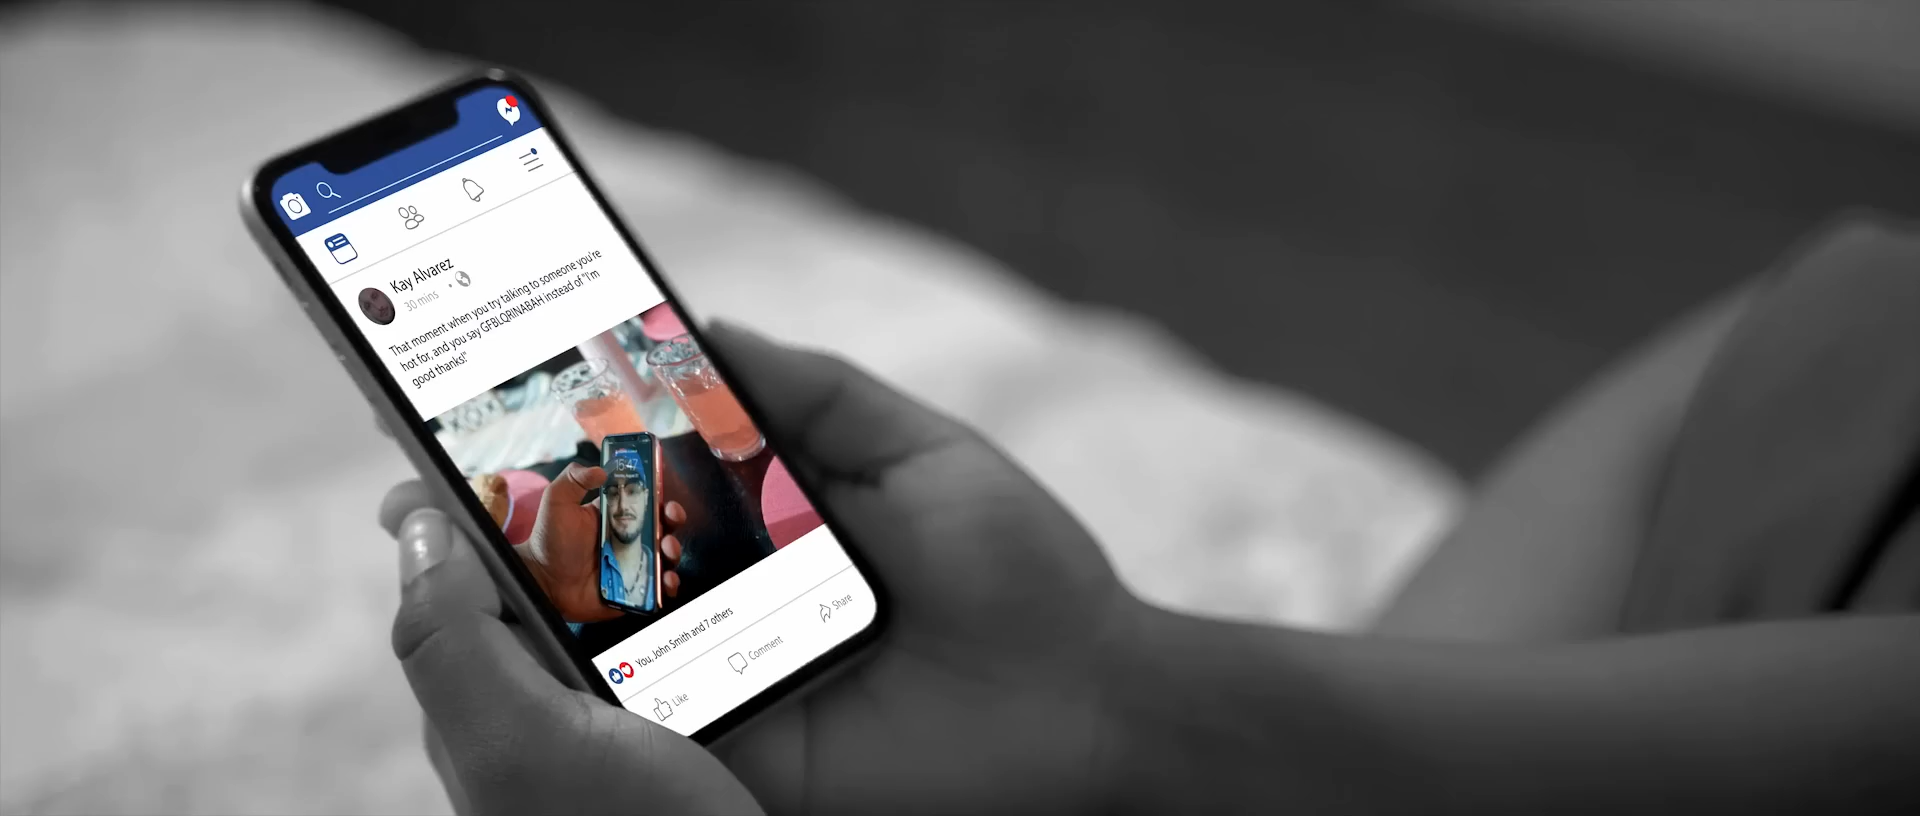 Kay Alvarez
30 mins
That moment when you try talking to someone you're
hot for, and you say GFBLQRINABAH instead of "I'm
good thanks!"
15:47
You, John Smith and 7 others
Like
Comment
Share